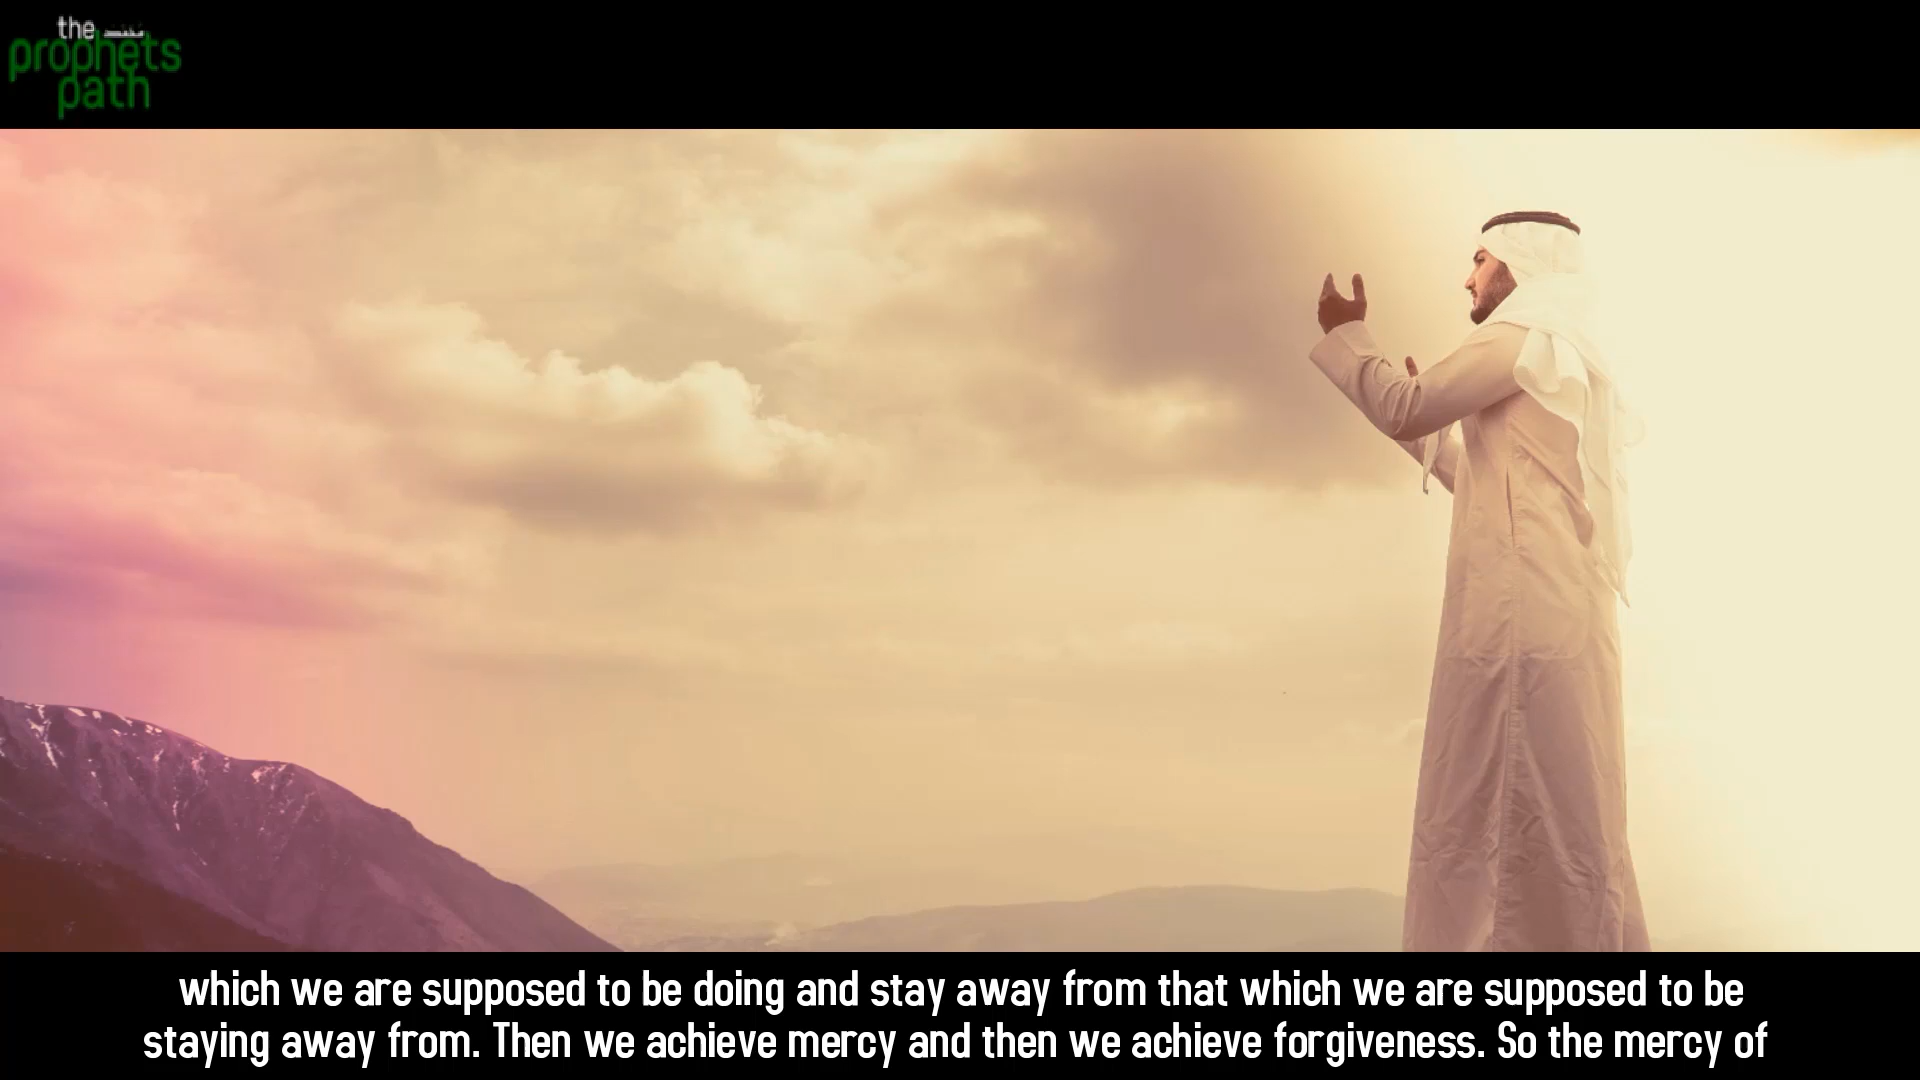 the
prophets
path
which we are supposed to be doing and stay away from that which we are supposed to be
staying away from. Then we achieve mercy and then we achieve forgiveness. So the mercy of